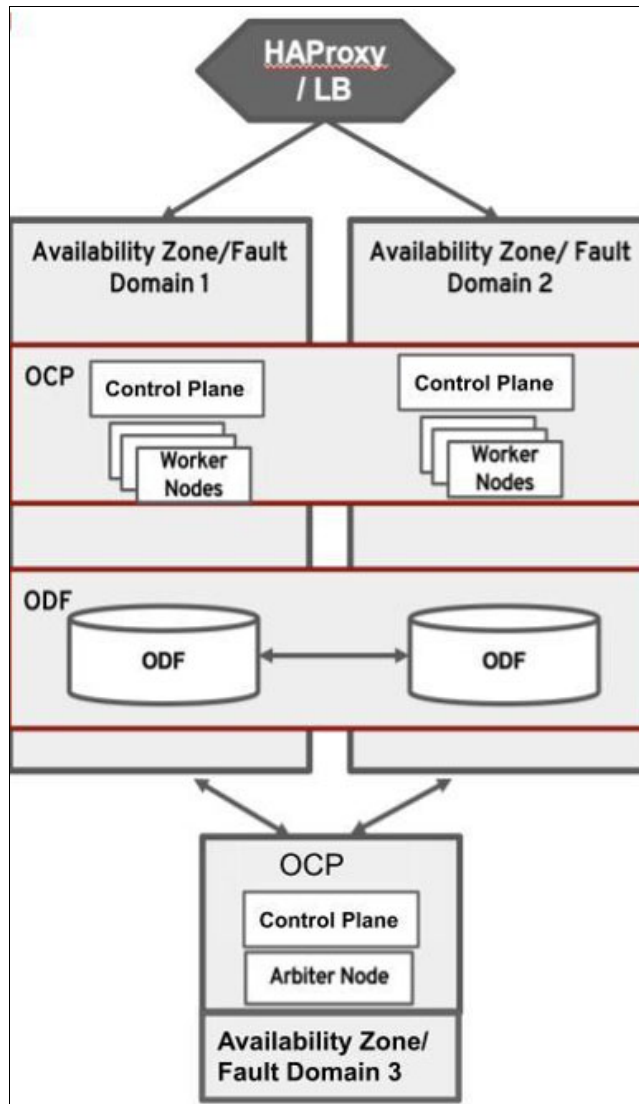 HAProxy
/ LB
Availability Zone/Fault
Domain 1
Availability Zone/ Fault
Domain 2
OCP
Control Plane
Worker
Nodes
Control Plane
Worker
Nodes
ODF
ODF
ODF
OCP
Control Plane
Arbiter Node
Availability Zone/
Fault Domain 3